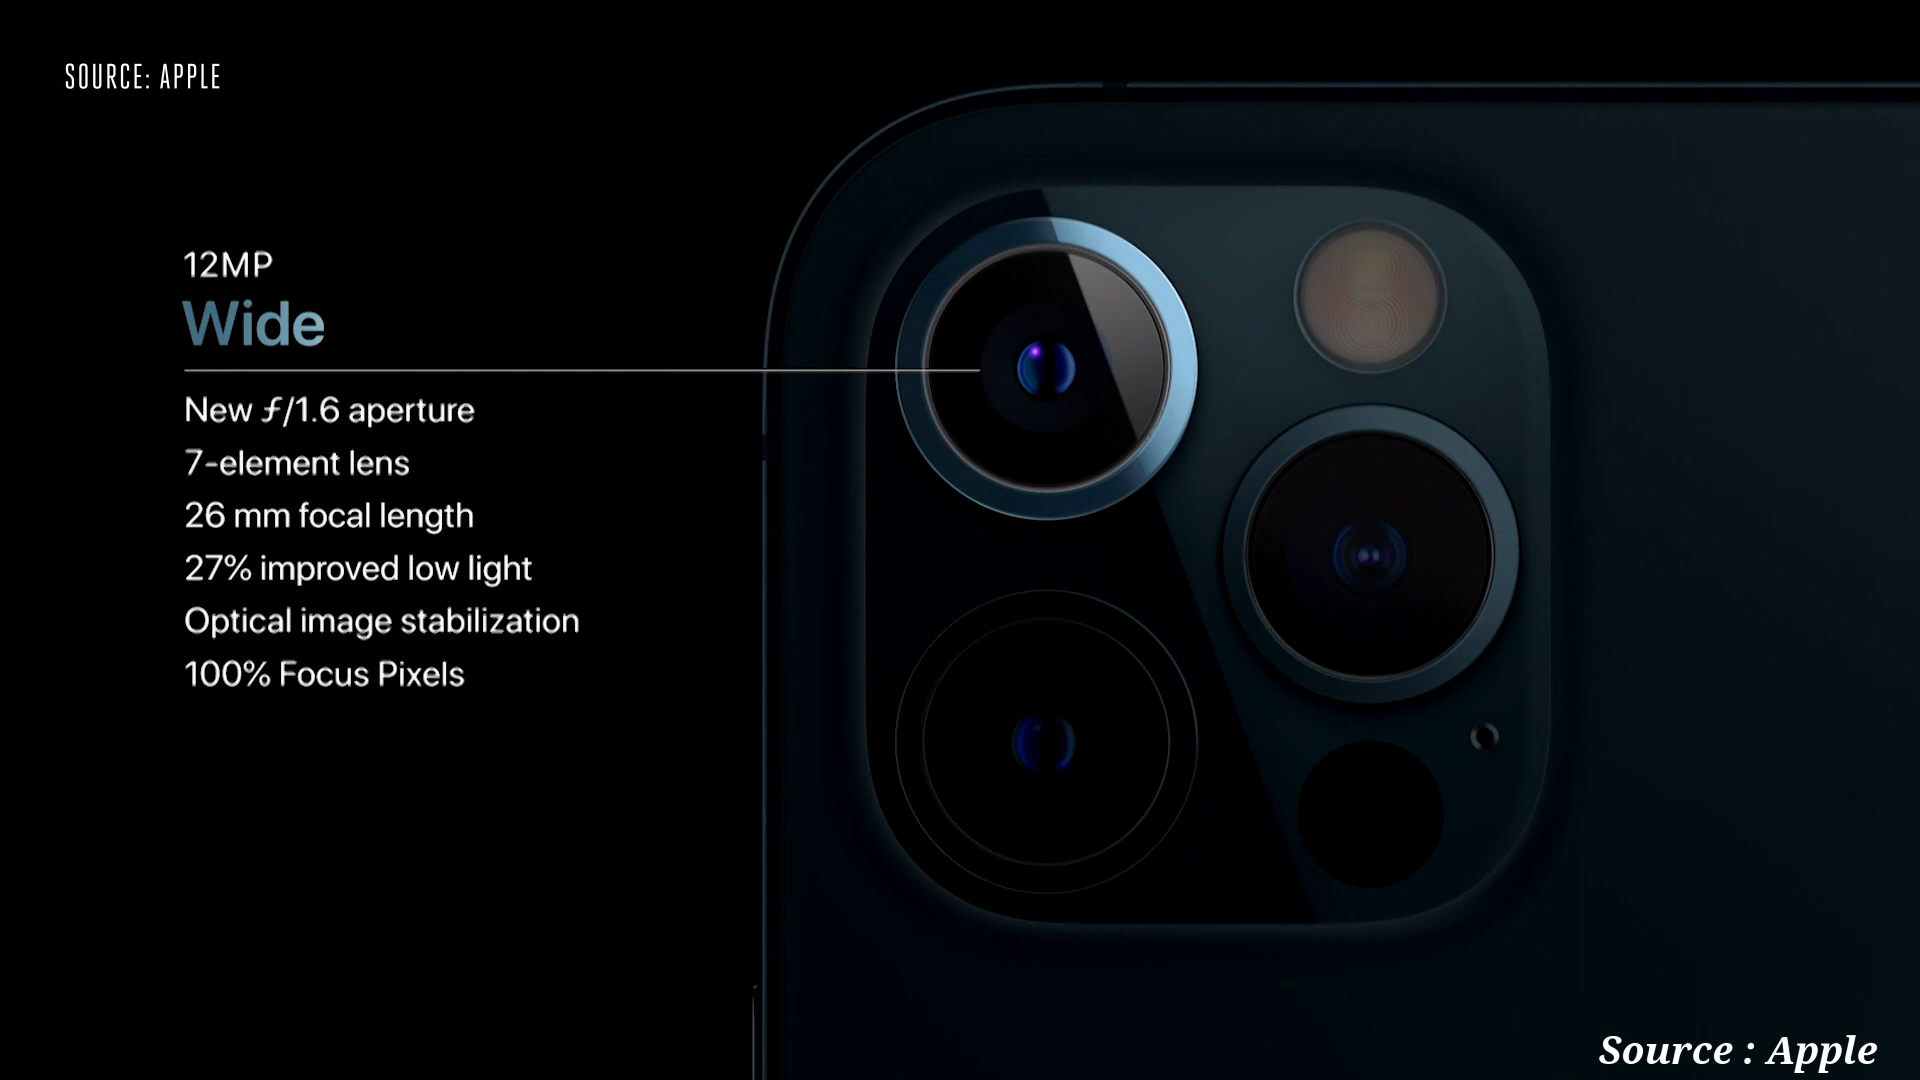 SOURCE: APPLE
12MP
Wide
New ƒ/1.6 aperture
7-element lens
26 mm focal length
27% improved low light
Optical image stabilization
100% Focus Pixels
Source : Apple